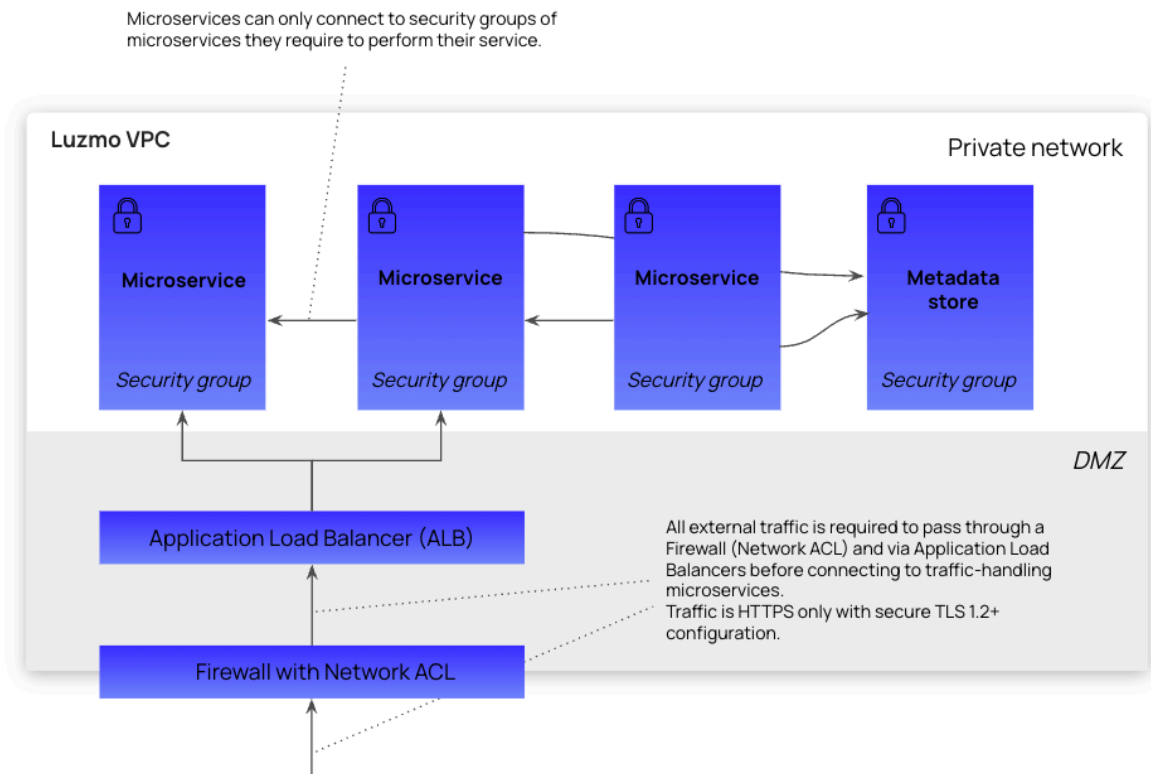 Microservices can only connect to security groups of
microservices they require to perform their service.
Luzmo VPC
Private network
Microservice
Security group
Microservice
Security group
Microservice
Security group
Metadata
store
Security group
DMZ
Application Load Balancer (ALB)
All external traffic is required to pass through a
Firewall (Network ACL) and via Application Load
Balancers before connecting to traffic-handling
microservices.
Traffic is HTTPS only with secure TLS 1.2+
configuration.
Firewall with Network ACL